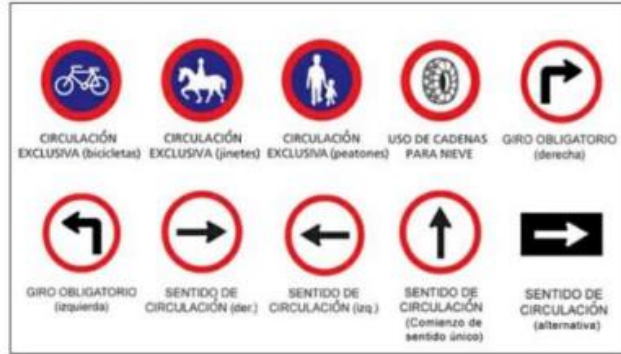 CIRCULACIÓN
EXCLUSIVA (bicicletas)
CIRCULACIÓN
EXCLUSIVA (jinetes)
CIRCULACIÓN
EXCLUSIVA (peatones)
USO DE CADENAS
PARA NIEVE
GIRO OBLIGATORIO
(derecha)
GIRO OBLIGATORIO
(izquierda)
SENTIDO DE
CIRCULACIÓN (der.)
SENTIDO DE
CIRCULACIÓN (izq.)
SENTIDO DE
CIRCULACIÓN
(Comienzo de
sentido único)
SENTIDO DE
CIRCULACIÓN
(alternativa)